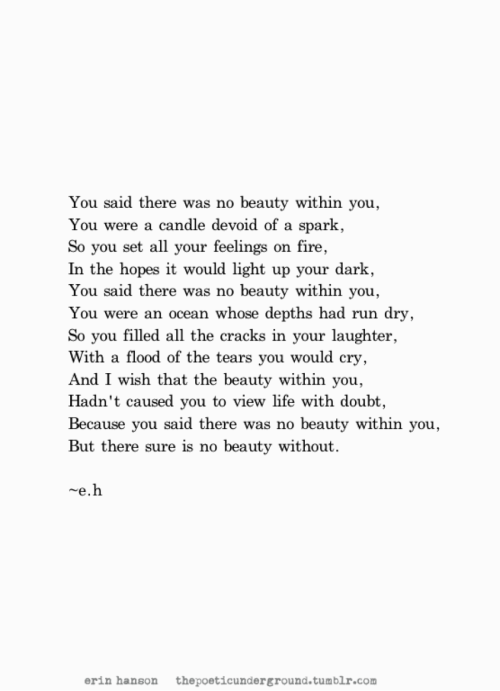 You said there was no beauty within you,
You were a candle devoid of a spark,
So you set all your feelings on fire,
In the hopes it would light up your dark,
You said there was no beauty within you,
You were an ocean whose depths had run dry,
So you filled all the cracks in your laughter,
With a flood of the tears you would cry,
And I wish that the beauty within you,
Hadn't caused you to view life with doubt,
Because you said there was no beauty within you,
But there sure is no beauty without.
~e.h
erin hanson thepoeticunderground.tumblr.com